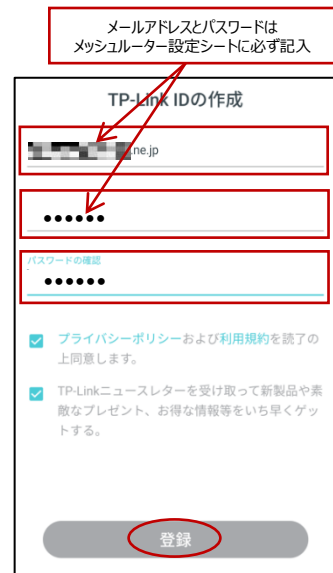 メールアドレスとパスワードは
メッシュルーター設定シートに必ず記入
TP-Link IDの作成
.ne.jp
••••••
パスワードの確認
••••••
プライバシーポリシーおよび利用規約を読了の
上同意します。
TP-Linkニュースレターを受け取って新製品や素
敵なプレゼント、お得な情報等をいち早くゲッ
トする。
登録